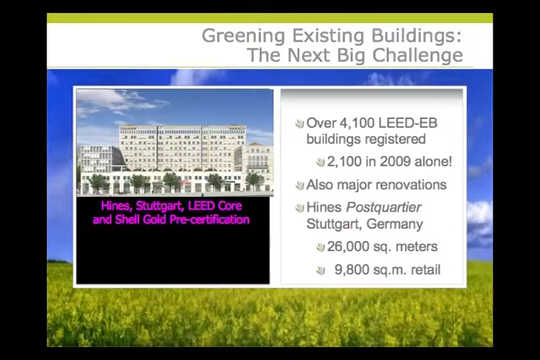 Greening Existing Buildings:
The Next Big Challenge
Hines, Stuttgart, LEED Core
and Shell Gold Pre-certification
Over 4,100 LEED-EB
buildings registered
2,100 in 2009 alone!
Also major renovations
Hines Postquartier
Stuttgart, Germany
26,000 sq. meters
9,800 sq.m. retail